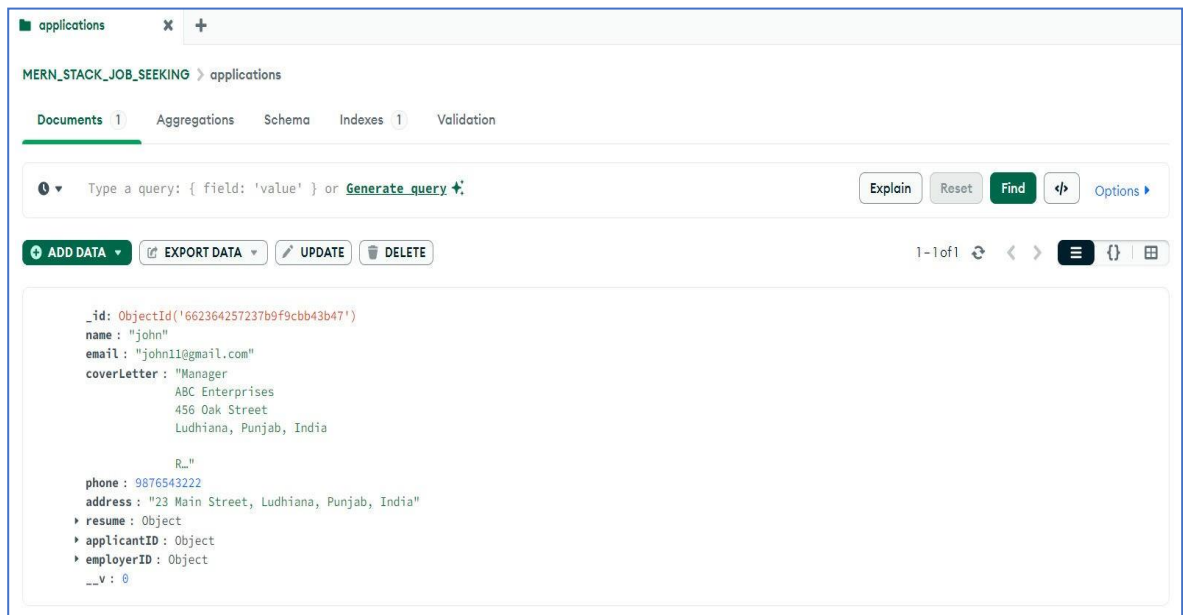 applications
MERN_STACK_JOB_SEEKING > applications
Documents 1 Aggregations Schema Indexes 1 Validation
Type a query: { field: 'value' } or Generate query
Explain Reset Find </> Options
ADD DATA EXPORT DATA UPDATE DELETE
1-1of1 {}
_id: ObjectId('662364257237b9f9cbb43b47')
name : "john"
email : "john11@gmail.com"
coverLetter : "Manager
ABC Enterprises
456 Oak Street
Ludhiana, Punjab, India
R…"
phone : 9876543222
address : "23 Main Street, Ludhiana, Punjab, India"
resume : Object
applicantID : Object
employerID : Object
__v : 0